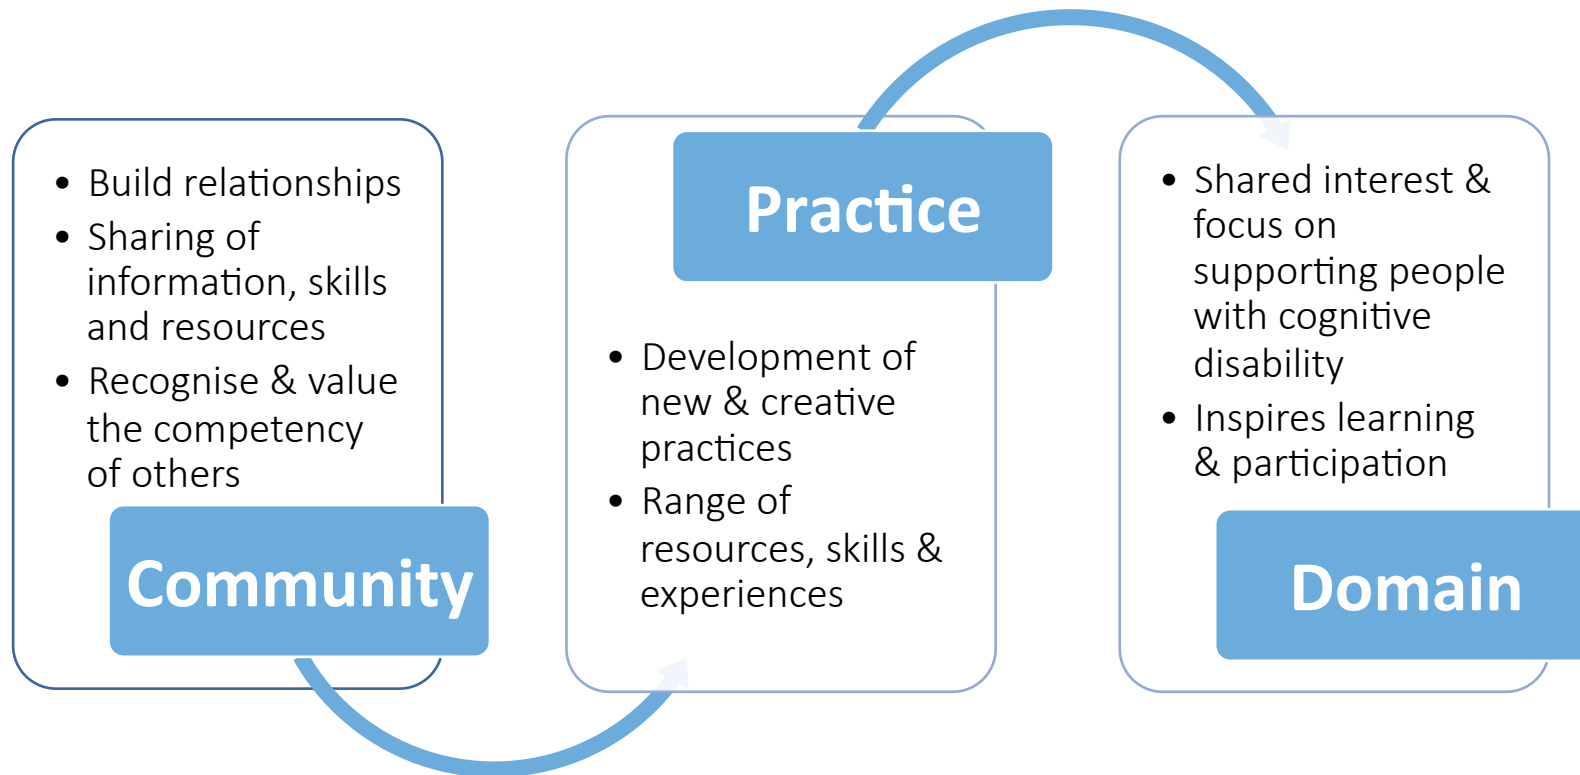 • Build relationships
• Sharing of
information, skills
and resources
• Recognise & value
the competency
of others
Community
Practice
• Development of
new & creative
practices
• Range of
resources, skills &
experiences
• Shared interest &
focus on
supporting people
with cognitive
disability
• Inspires learning
& participation
Domain